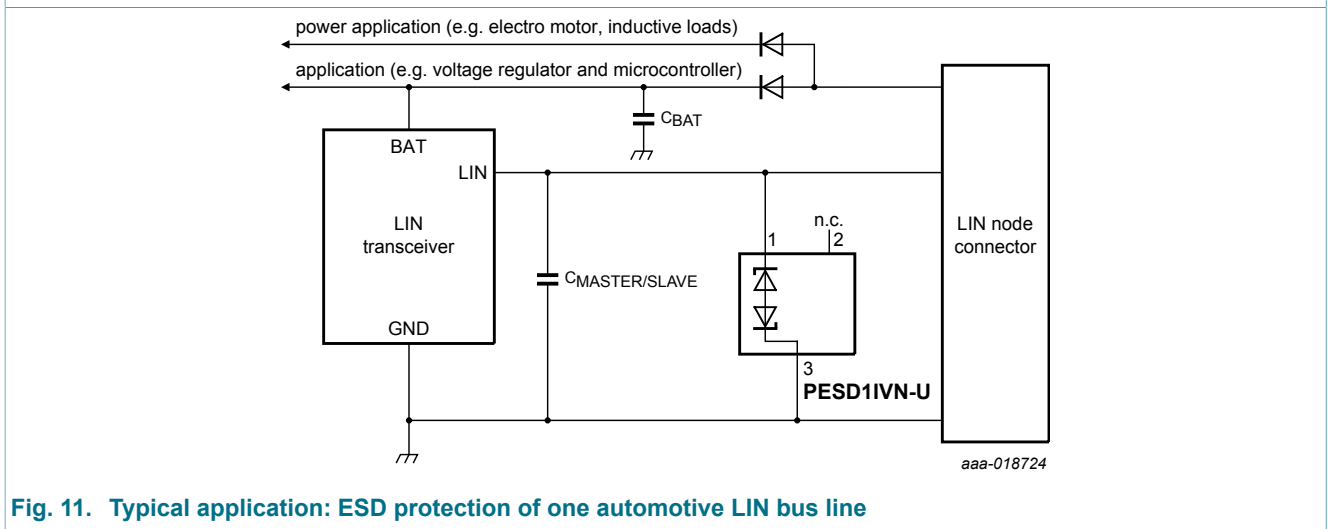 power application (e.g. electro motor, inductive loads)
application (e.g. voltage regulator and microcontroller)
CBAT
BAT
LIN
LIN
transceiver
n.c.
1
2
LIN node
connector
CMASTER/SLAVE
GND
3
PESD1IVN-U
aaa-018724
Fig. 11. Typical application: ESD protection of one automotive LIN bus line